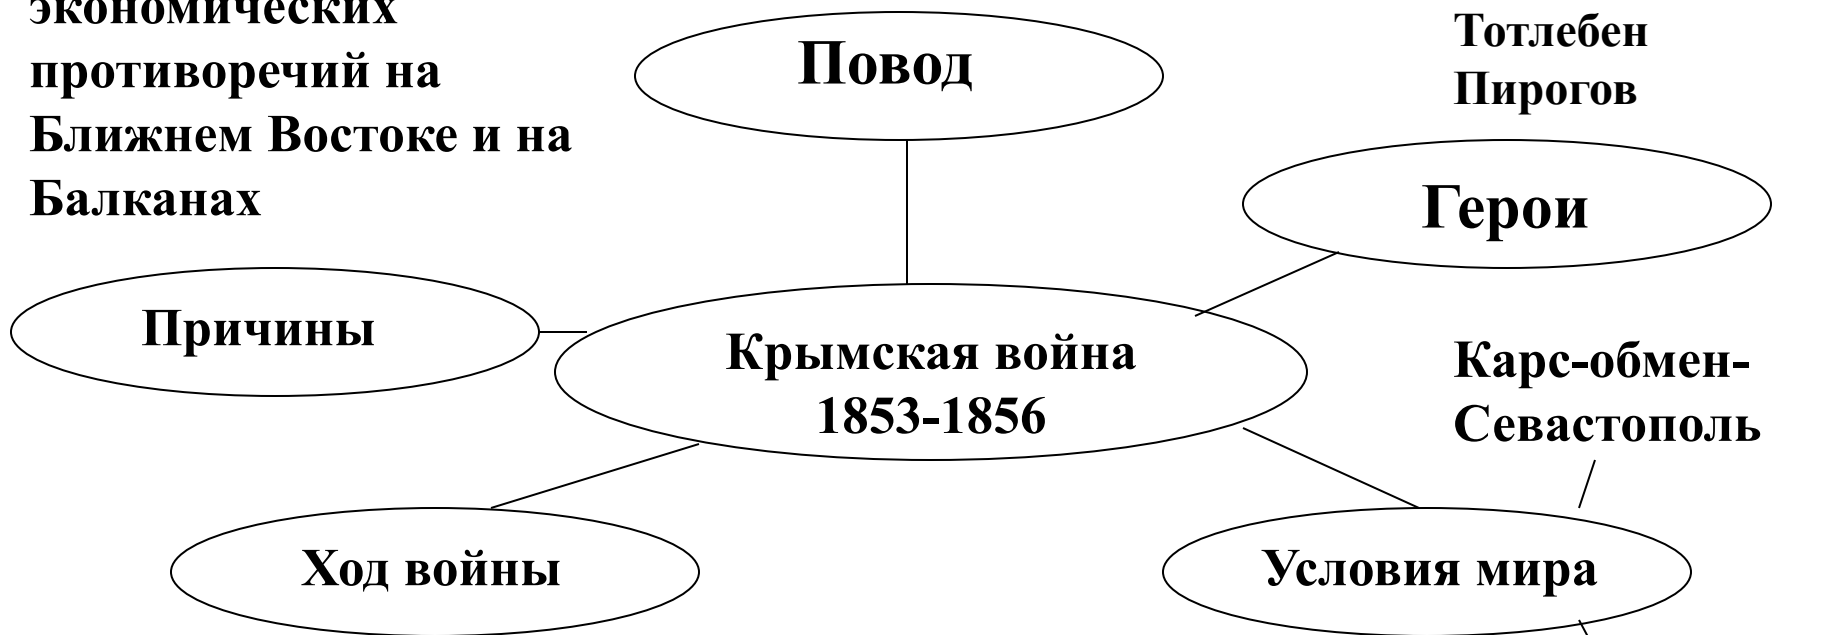 экономических
противоречий на
Ближнем Востоке и на
Балканах
Повод
Тотлебен
Пирогов
Герои
Причины
Крымская война
1853-1856
Карс-обмен-
Севастополь
Ход войны
Условия мира